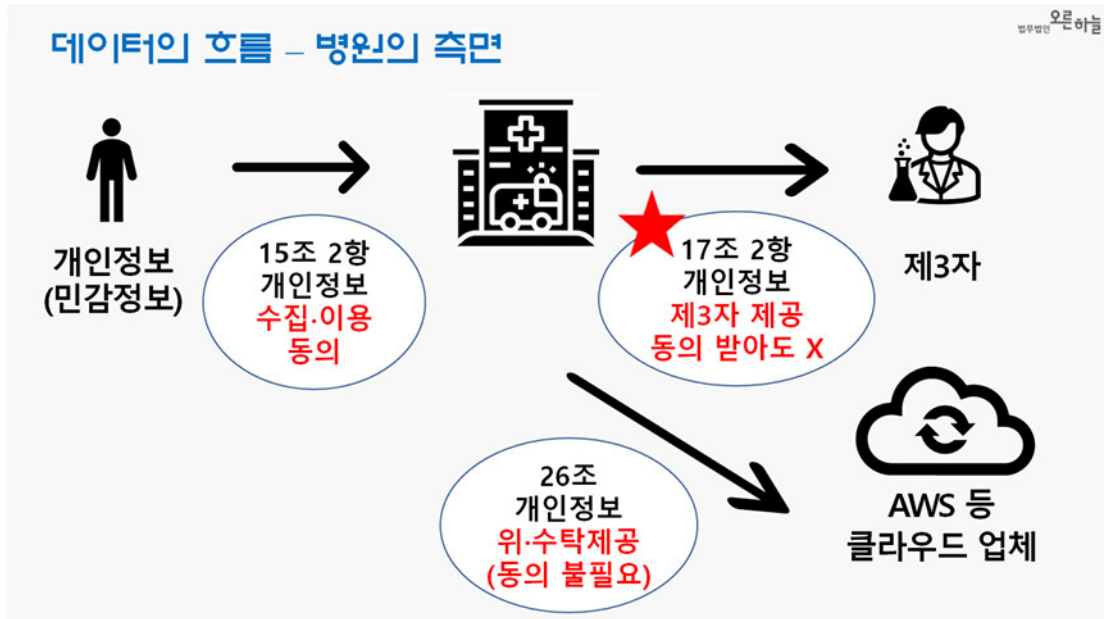 데이터의 흐름 – 병원의 측면
법무법인 오른하늘
개인정보
(민감정보)
15조 2항
개인정보
수집·이용
동의
17조 2항
개인정보
제3자 제공
동의 받아도 X
제3자
26조
개인정보
위·수탁제공
(동의 불필요)
AWS 등
클라우드 업체